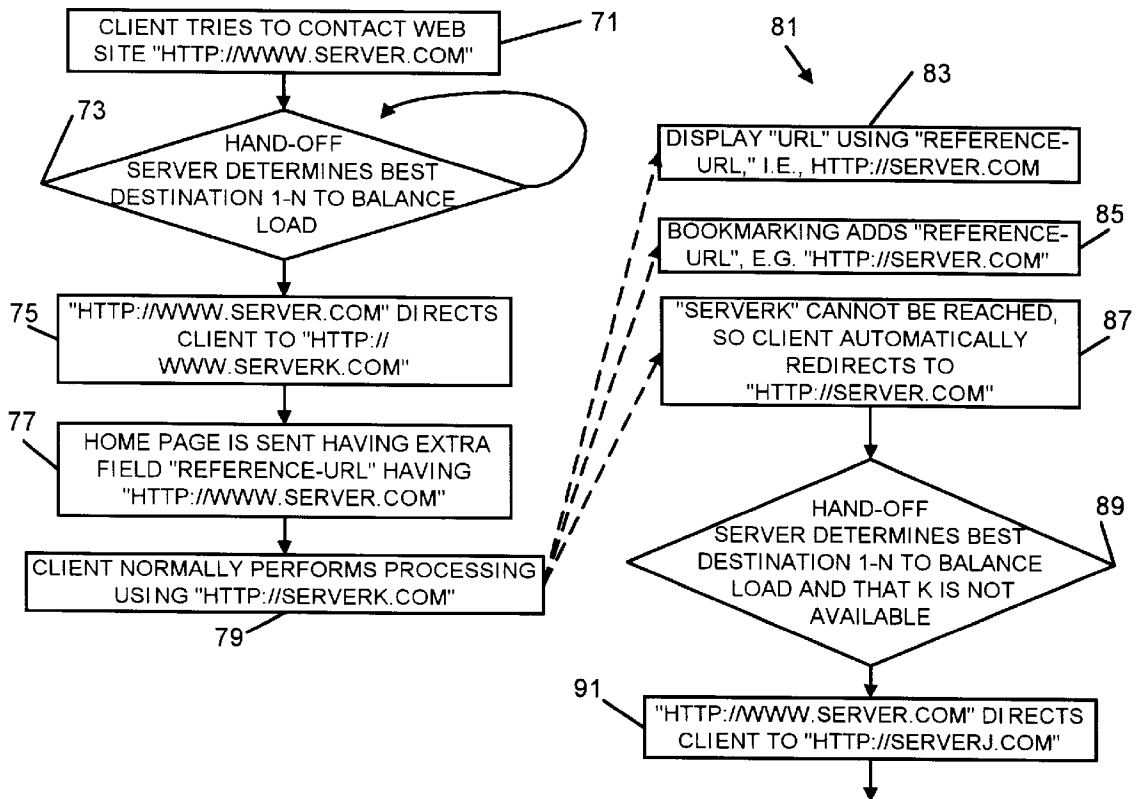 71
CLIENT TRIES TO CONTACT WEB
SITE "HTTP://WWW.SERVER.COM"
73
HAND-OFF
SERVER DETERMINES BEST
DESTINATION 1-N TO BALANCE
LOAD
75
"HTTP://WWW.SERVER.COM" DIRECTS
CLIENT TO "HTTP://
WWW.SERVERK.COM"
77
HOME PAGE IS SENT HAVING EXTRA
FIELD "REFERENCE-URL" HAVING
"HTTP://WWW.SERVER.COM"
CLIENT NORMALLY PERFORMS PROCESSING
USING "HTTP://SERVERK.COM"
79
81
83
DISPLAY "URL" USING "REFERENCE-
URL," I.E., HTTP://SERVER.COM
85
BOOKMARKING ADDS "REFERENCE-
URL", E.G. "HTTP://SERVER.COM"
87
"SERVERK" CANNOT BE REACHED,
SO CLIENT AUTOMATICALLY
REDIRECTS TO
"HTTP://SERVER.COM"
89
HAND-OFF
SERVER DETERMINES BEST
DESTINATION 1-N TO BALANCE
LOAD AND THAT K IS NOT
AVAILABLE
91
"HTTP://WWW.SERVER.COM" DIRECTS
CLIENT TO "HTTP://SERVERJ.COM"